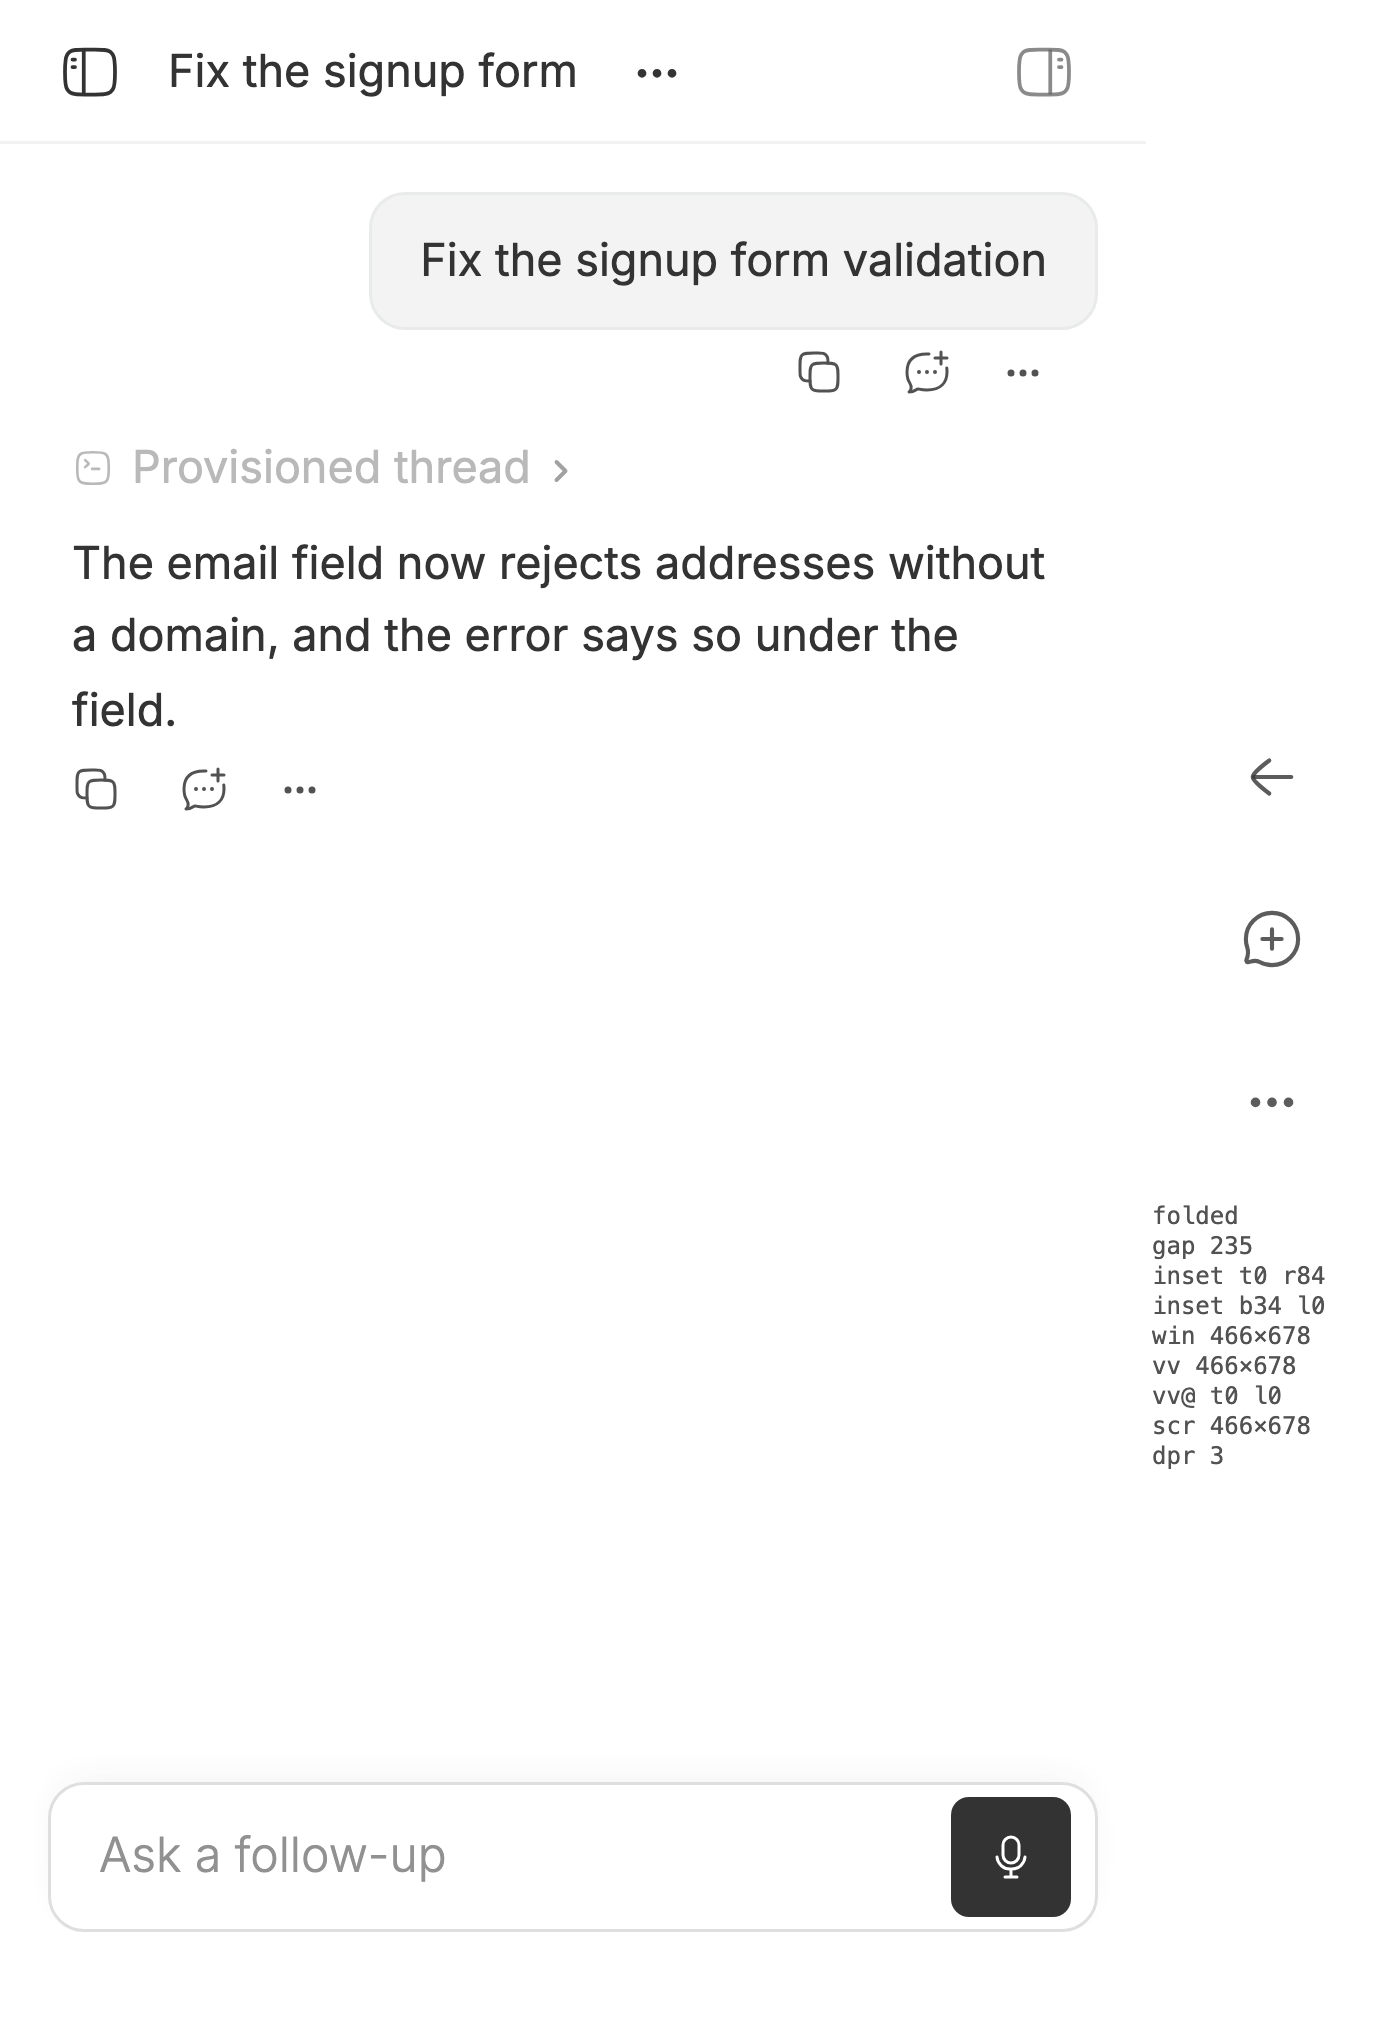 Fix the signup form
Fix the signup form validation
Provisioned thread
The email field now rejects addresses without
a domain, and the error says so under the
field.
folded
gap 235
inset t0 r84
inset b34 l0
win 466×678
vv 466×678
vv@ t0 l0
scr 466×678
dpr 3
Ask a follow-up